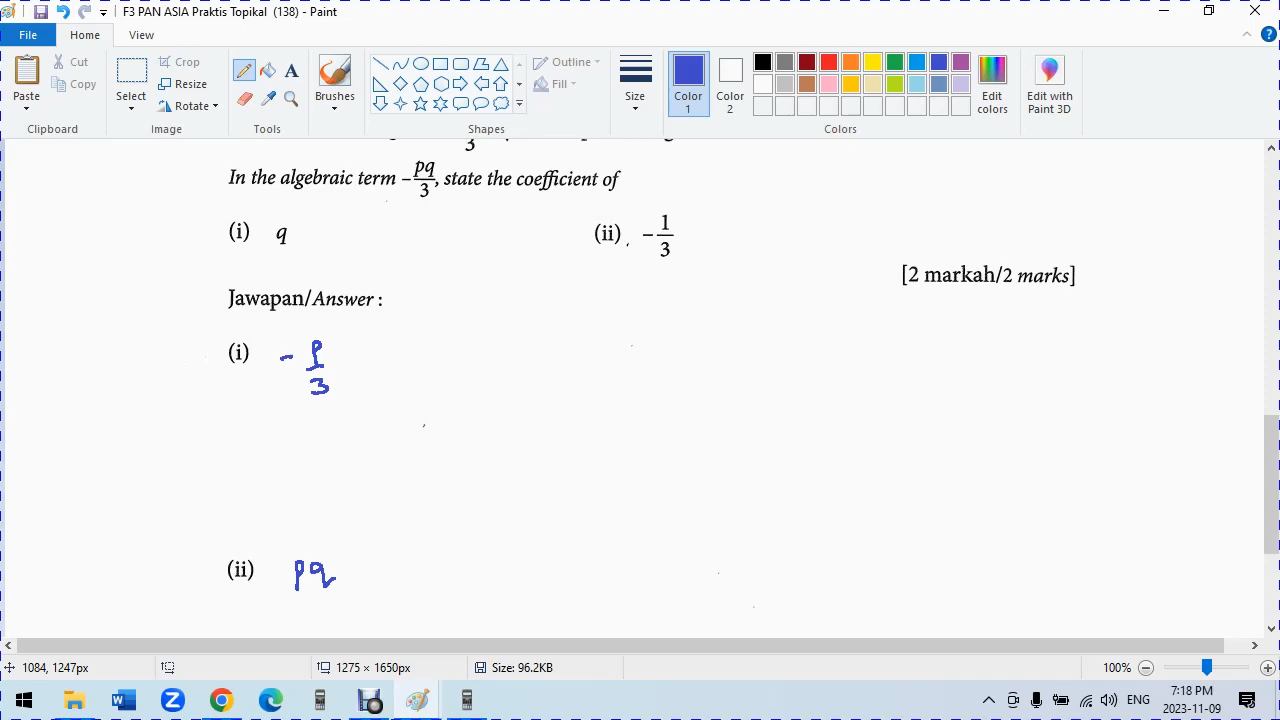 F3 PAN ASIA Praktis Topikal (138) - Paint
File Home View
Paste Cut Copy Clipboard
Select Crop Resize Rotate Image
Tools
Brushes
Outline Fill Shapes
Size
Color 1 Color 2 Edit colors Colors
Edit with Paint 3D
3
In the algebraic term –pq/3, state the coefficient of
(i) q (ii) –1/3
[2 markah/2 marks]
Jawapan/Answer :
(i) -p/3
(ii) pq
1084, 1247px 1275 × 1650px Size: 96.2KB 100%
ENG 7:18 PM
2023-11-09